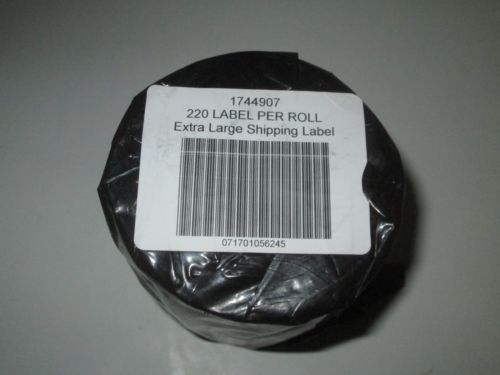 1744907
220 LABEL PER ROLL
Extra Large Shipping Label
071701056245